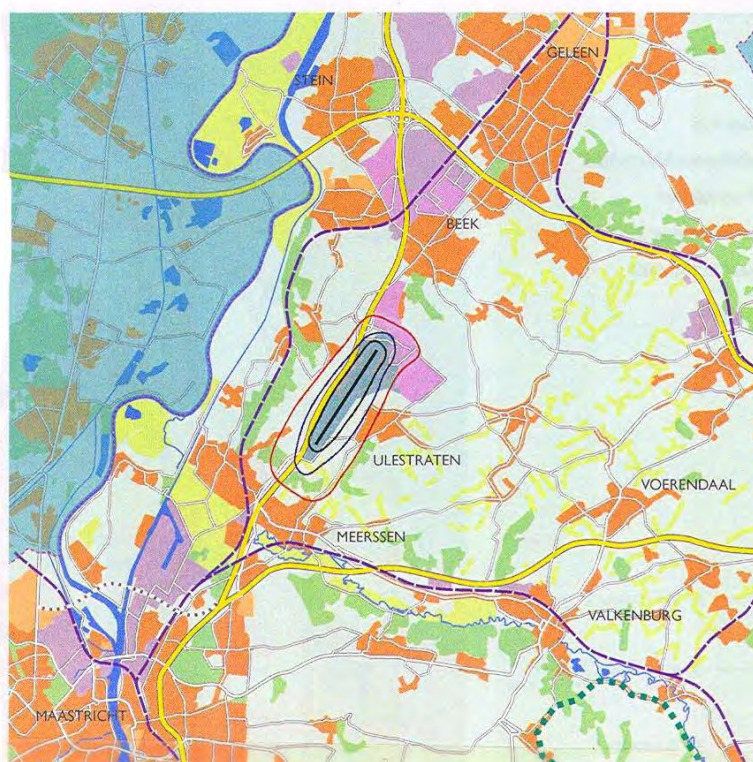 GELEEN
STEIN
BEEK
ULESTRATEN
VOERENDAAL
MEERSSEN
VALKENBURG
MAASTRICHT